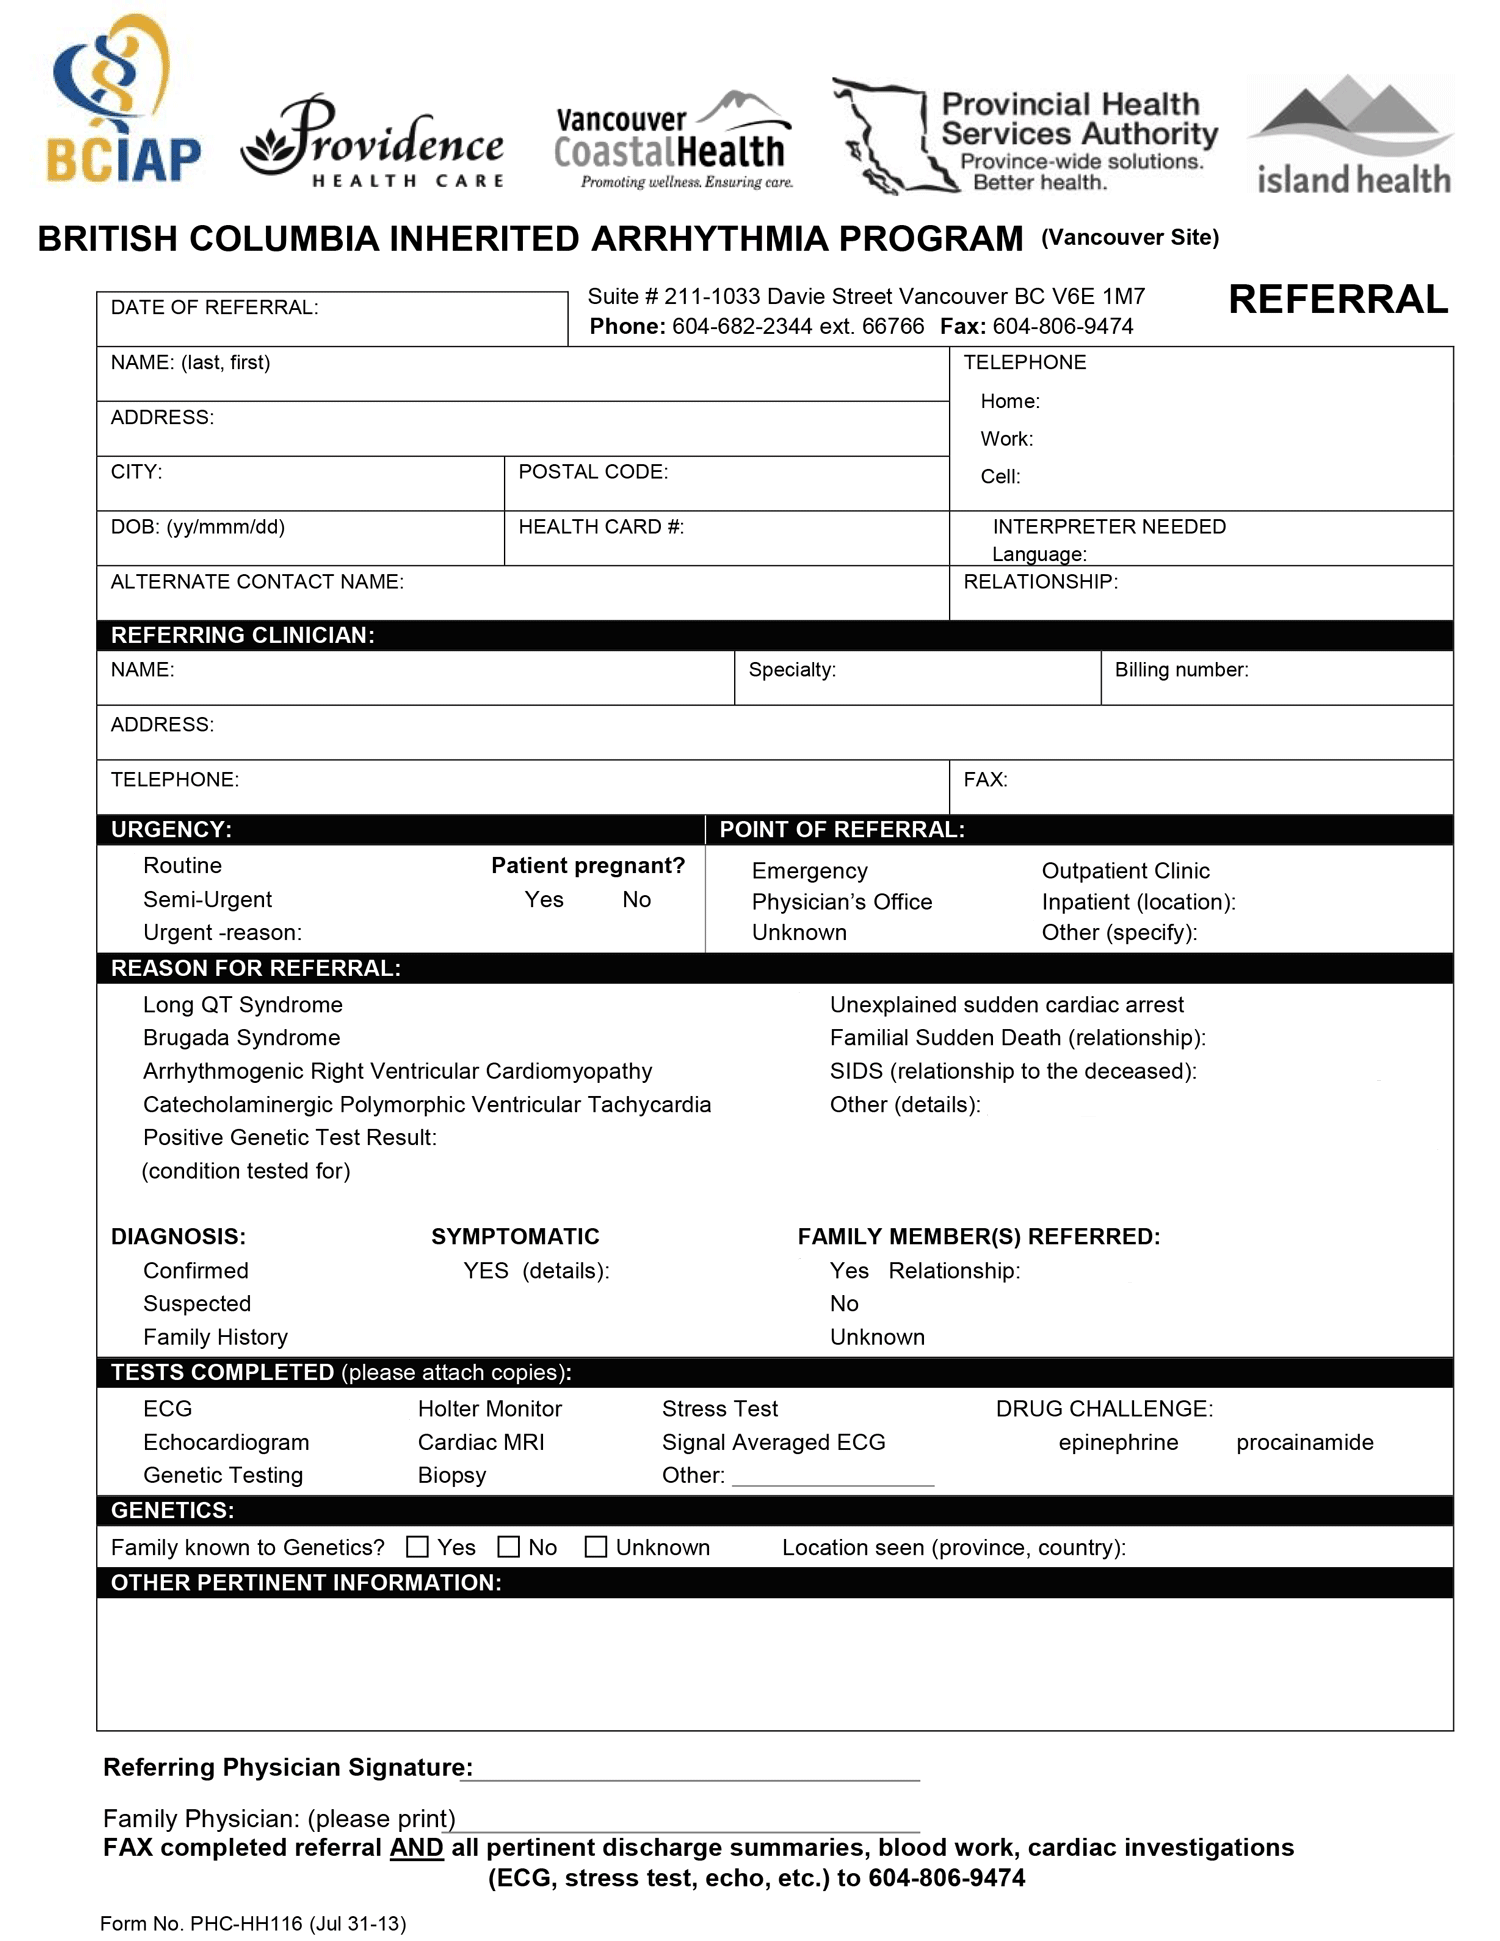 BCiAP
Providence
HEALTH CARE
Vancouver
CoastalHealth
Promoting wellness. Ensuring care.
Provincial Health
Services Authority
Province-wide solutions.
Better health.
island health
BRITISH COLUMBIA INHERITED ARRHYTHMIA PROGRAM (Vancouver Site)
DATE OF REFERRAL:
Suite # 211-1033 Davie Street Vancouver BC V6E 1M7
Phone: 604-682-2344 ext. 66766 Fax: 604-806-9474
REFERRAL
NAME: (last, first)
TELEPHONE
Home:
Work:
Cell:
ADDRESS:
CITY: POSTAL CODE:
DOB: (yy/mmm/dd) HEALTH CARD #: INTERPRETER NEEDED
Language:
ALTERNATE CONTACT NAME: RELATIONSHIP:
REFERRING CLINICIAN:
NAME: Specialty: Billing number:
ADDRESS:
TELEPHONE: FAX:
URGENCY: POINT OF REFERRAL:
Routine Patient pregnant? Emergency Outpatient Clinic
Semi-Urgent Yes No Physician’s Office Inpatient (location):
Urgent -reason: Unknown Other (specify):
REASON FOR REFERRAL:
Long QT Syndrome Unexplained sudden cardiac arrest
Brugada Syndrome Familial Sudden Death (relationship):
Arrhythmogenic Right Ventricular Cardiomyopathy SIDS (relationship to the deceased):
Catecholaminergic Polymorphic Ventricular Tachycardia Other (details):
Positive Genetic Test Result:
(condition tested for)
DIAGNOSIS: SYMPTOMATIC FAMILY MEMBER(S) REFERRED:
Confirmed YES (details): Yes Relationship:
Suspected No
Family History Unknown
TESTS COMPLETED (please attach copies):
ECG Holter Monitor Stress Test DRUG CHALLENGE:
Echocardiogram Cardiac MRI Signal Averaged ECG epinephrine procainamide
Genetic Testing Biopsy Other:
GENETICS:
Family known to Genetics? Yes No Unknown Location seen (province, country):
OTHER PERTINENT INFORMATION:
Referring Physician Signature:
Family Physician: (please print)
FAX completed referral AND all pertinent discharge summaries, blood work, cardiac investigations
(ECG, stress test, echo, etc.) to 604-806-9474
Form No. PHC-HH116 (Jul 31-13)